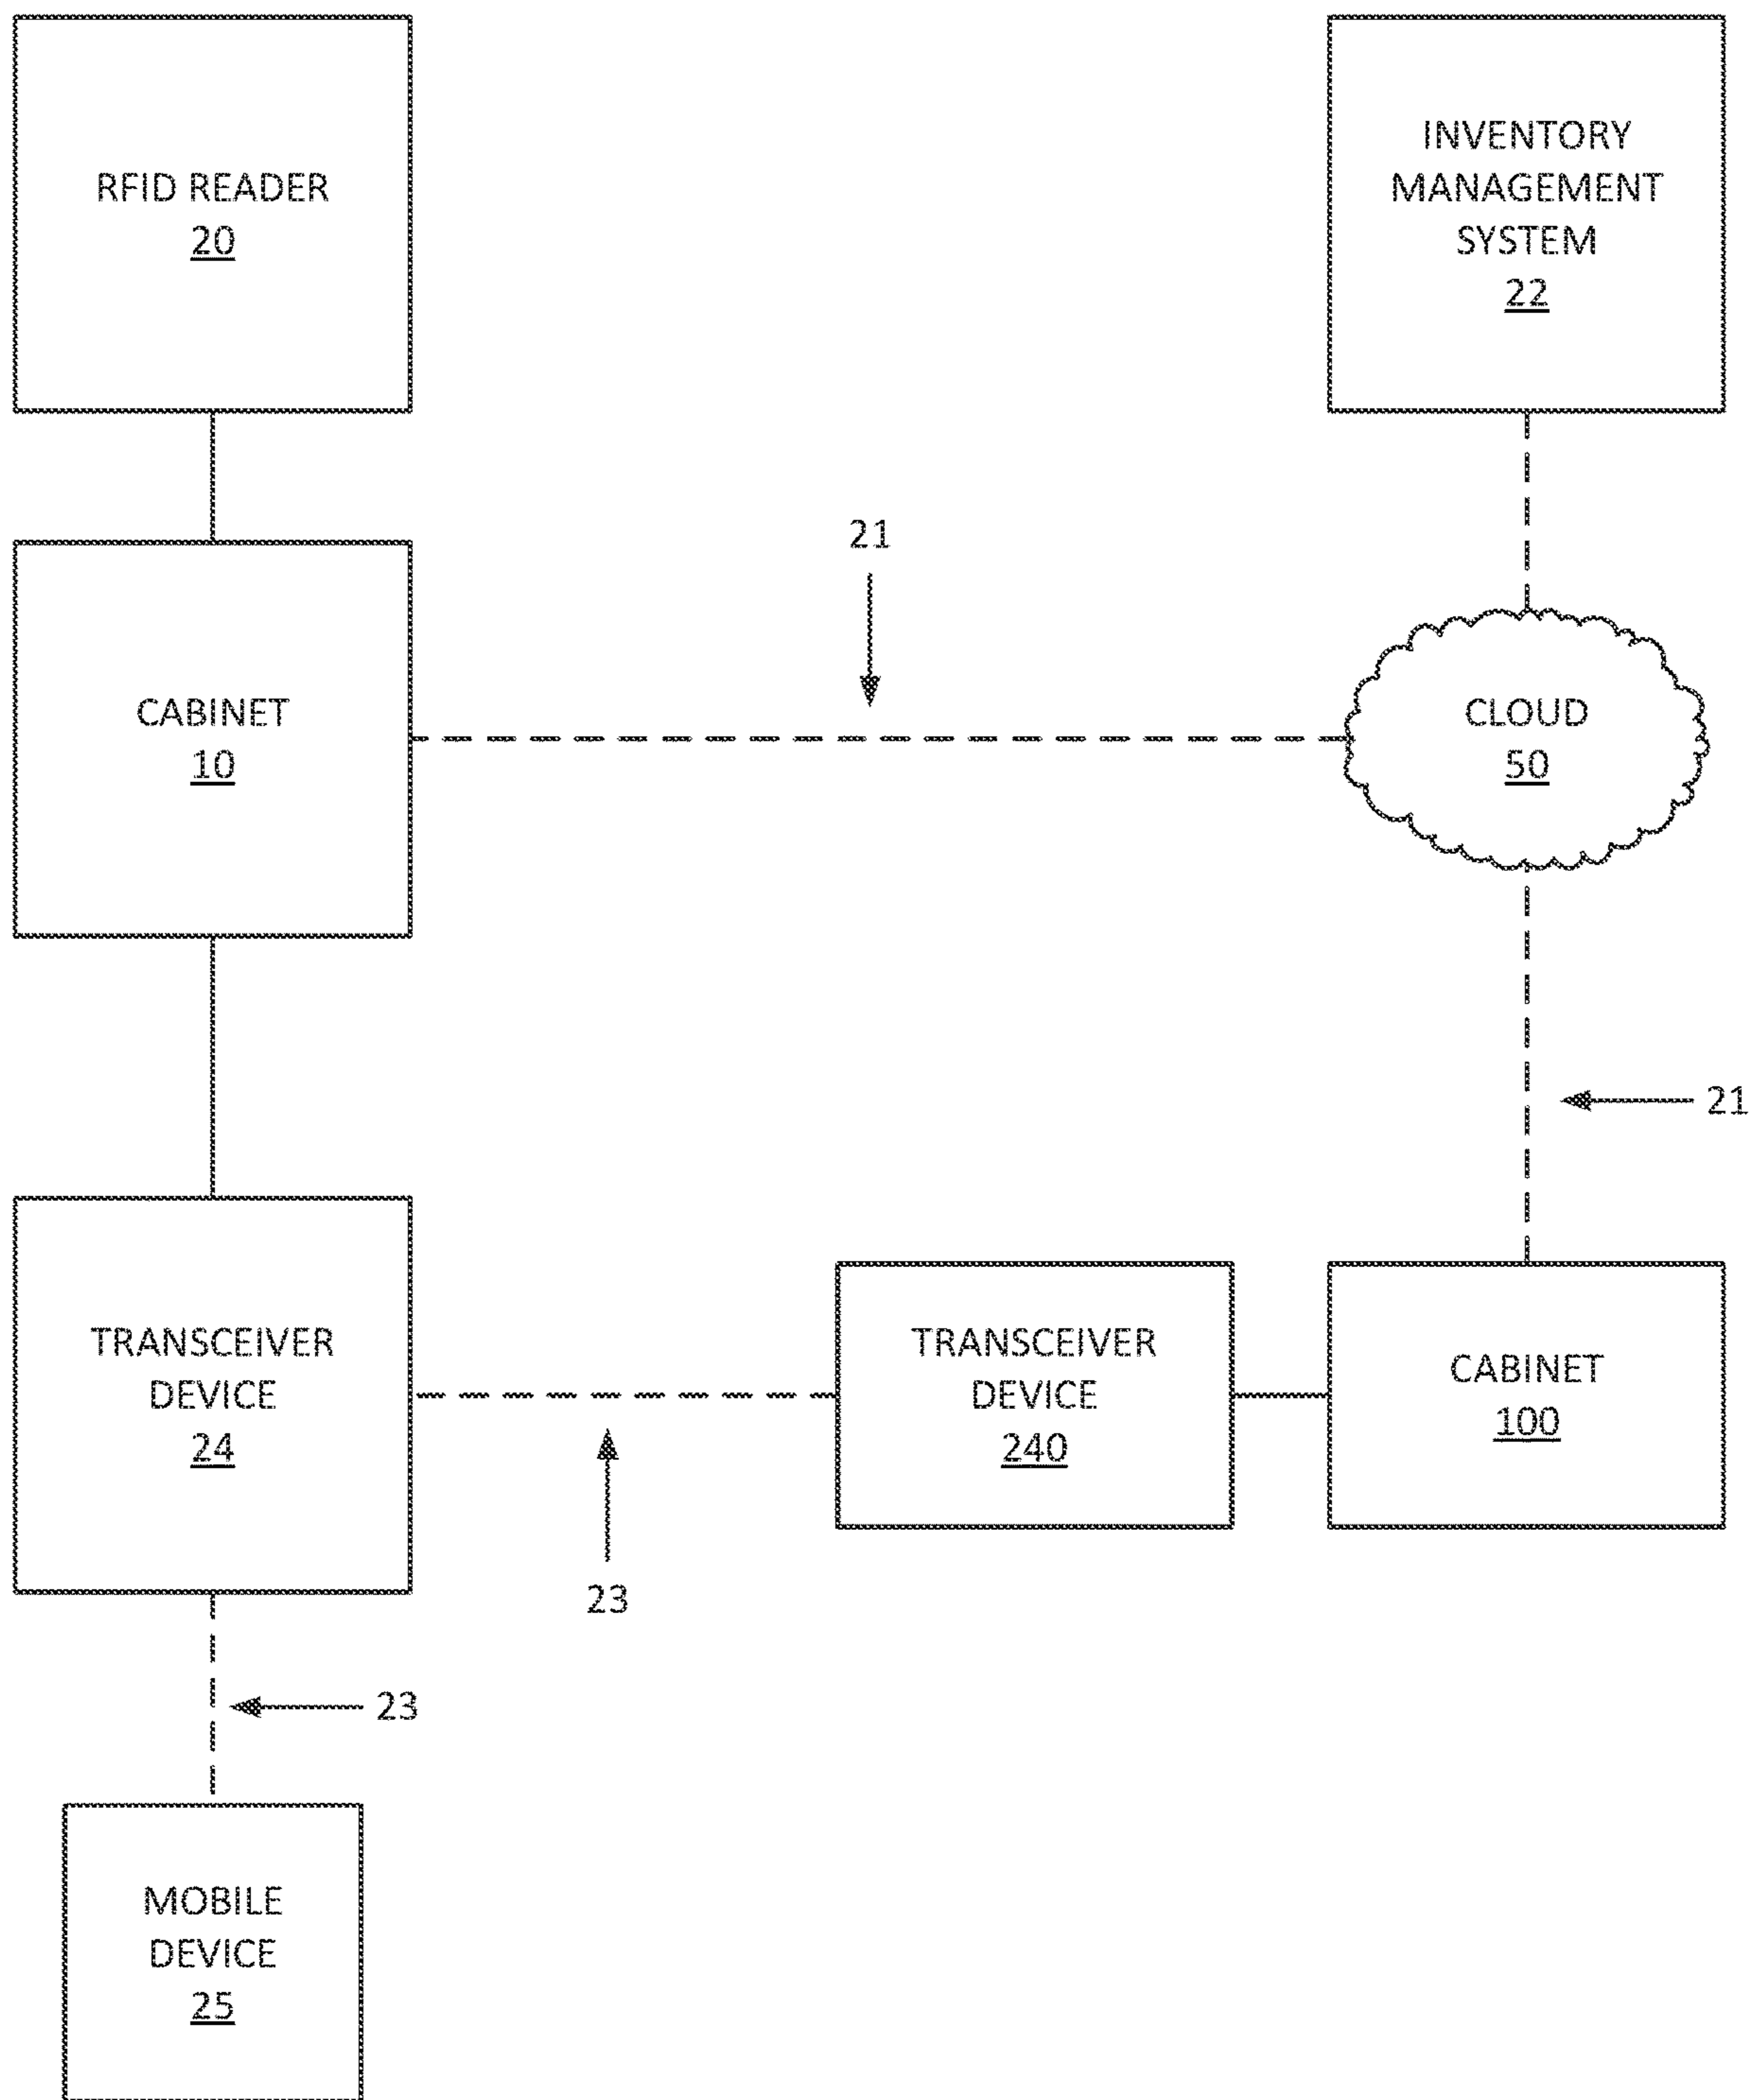 RFID READER
20
INVENTORY
MANAGEMENT
SYSTEM
22
21
CABINET
10
CLOUD
50
21
TRANSCEIVER
DEVICE
24
TRANSCEIVER
DEVICE
240
CABINET
100
23
23
MOBILE
DEVICE
25